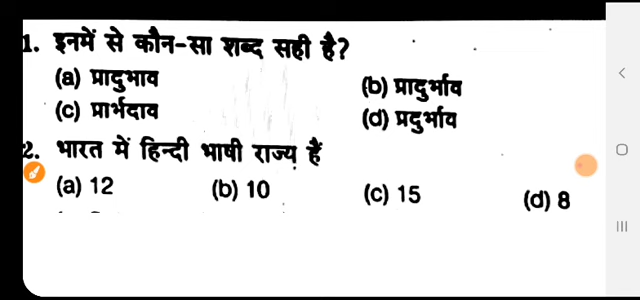 1. इनमें से कौन-सा शब्द सही है?
(a) प्रादुभाव (b) प्रादुर्भाव
(c) प्रार्भदाव (d) प्रदुर्भाव
2. भारत में हिन्दी भाषी राज्य हैं
(a) 12 (b) 10 (c) 15 (d) 8